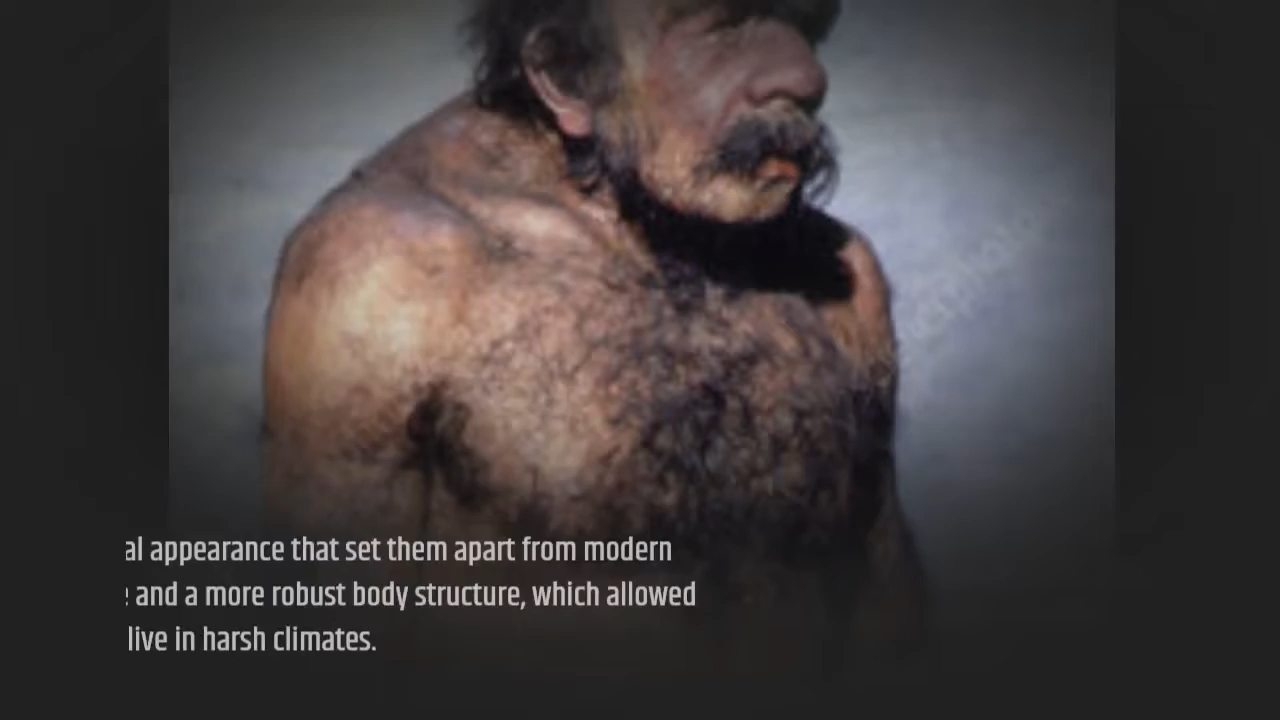 al appearance that set them apart from modern
and a more robust body structure, which allowed
live in harsh climates.